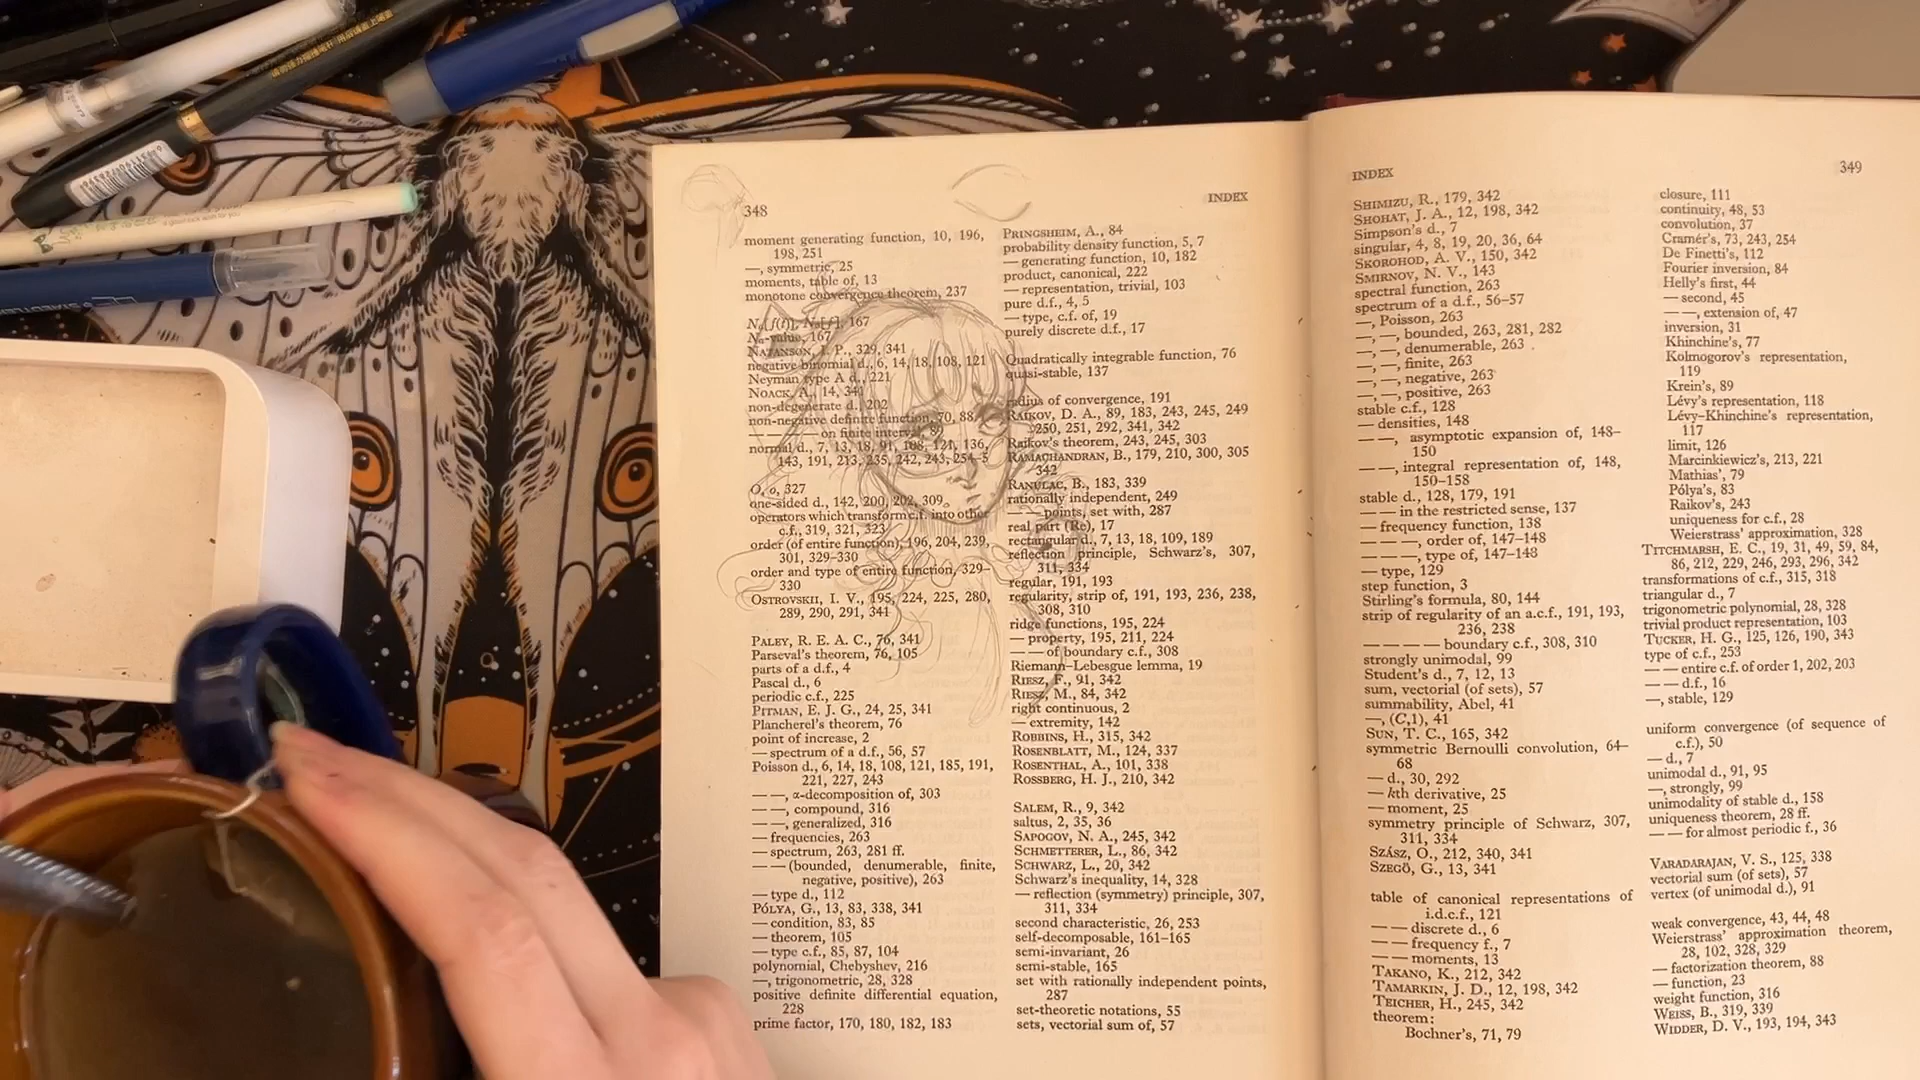 348
INDEX
moment generating function, 10, 196,
198, 251
—, symmetric, 25
moments, table of, 13
monotone convergence theorem, 237
167
Nα-value, 167
NATANSON, I. P., 329, 341
negative binomial d., 6, 14, 18, 108, 121
Neyman type A d., 221
NOACK, A., 14, 341
non-degenerate d., 202
non-negative definite function, 70, 88,
— — — on finite interval, 89
normal d., 7, 13, 18, 91, 108, 121, 136,
143, 191, 213, 235, 242, 243, 254-5
O, o, 327
one-sided d., 142, 200, 202, 309
operators which transform c.f. into other
c.f., 319, 321, 323
order (of entire function), 196, 204, 239,
301, 329–330
order and type of entire function, 329–
330
OSTROVSKII, I. V., 195, 224, 225, 280,
289, 290, 291, 341
PALEY, R. E. A. C., 76, 341
Parseval's theorem, 76, 105
parts of a d.f., 4
Pascal d., 6
periodic c.f., 225
PITMAN, E. J. G., 24, 25, 341
Plancherel's theorem, 76
point of increase, 2
— spectrum of a d.f., 56, 57
Poisson d., 6, 14, 18, 108, 121, 185, 191,
221, 227, 243
— —, α-decomposition of, 303
— —, compound, 316
— —, generalized, 316
— frequencies, 263
— spectrum, 263, 281 ff.
— — (bounded, denumerable, finite,
negative, positive), 263
— type d., 112
PÓLYA, G., 13, 83, 338, 341
— condition, 83, 85
— theorem, 105
— type c.f., 85, 87, 104
polynomial, Chebyshev, 216
—, trigonometric, 28, 328
positive definite differential equation,
228
prime factor, 170, 180, 182, 183
PRINGSHEIM, A., 84
probability density function, 5, 7
— generating function, 10, 182
product, canonical, 222
— representation, trivial, 103
pure d.f., 4, 5
— type, c.f. of, 19
purely discrete d.f., 17
Quadratically integrable function, 76
quasi-stable, 137
radius of convergence, 191
RAIKOV, D. A., 89, 183, 243, 245, 249
250, 251, 292, 341, 342
Raikov's theorem, 243, 245, 303
RAMACHANDRAN, B., 179, 210, 300, 305
342
RANULAC, B., 183, 339
rationally independent, 249
— — points, set with, 287
real part (Re), 17
rectangular d., 7, 13, 18, 109, 189
reflection principle, Schwarz's, 307,
311, 334
regular, 191, 193
regularity, strip of, 191, 193, 236, 238,
308, 310
ridge functions, 195, 224
— property, 195, 211, 224
— — of boundary c.f., 308
Riemann–Lebesgue lemma, 19
RIESZ, F., 91, 342
RIESZ, M., 84, 342
right continuous, 2
— extremity, 142
ROBBINS, H., 315, 342
ROSENBLATT, M., 124, 337
ROSENTHAL, A., 101, 338
ROSSBERG, H. J., 210, 342
SALEM, R., 9, 342
saltus, 2, 35, 36
SAPOGOV, N. A., 245, 342
SCHMETTERER, L., 86, 342
SCHWARZ, L., 20, 342
Schwarz's inequality, 14, 328
— reflection (symmetry) principle, 307,
311, 334
second characteristic, 26, 253
self-decomposable, 161–165
semi-invariant, 26
semi-stable, 165
set with rationally independent points,
287
set-theoretic notations, 55
sets, vectorial sum of, 57
INDEX
349
SHIMIZU, R., 179, 342
SHOHAT, J. A., 12, 198, 342
Simpson's d., 7
singular, 4, 8, 19, 20, 36, 64
SKOROHOD, A. V., 150, 342
SMIRNOV, N. V., 143
spectral function, 263
spectrum of a d.f., 56–57
—, Poisson, 263
—, —, bounded, 263, 281, 282
—, —, denumerable, 263
—, —, finite, 263
—, —, negative, 263
—, —, positive, 263
stable c.f., 128
— densities, 148
— —, asymptotic expansion of, 148–
150
— —, integral representation of, 148,
150–158
stable d., 128, 179, 191
— — in the restricted sense, 137
— frequency function, 138
— — —, order of, 147–148
— — —, type of, 147–148
— type, 129
step function, 3
Stirling's formula, 80, 144
strip of regularity of an a.c.f., 191, 193,
236, 238
— — — — boundary c.f., 308, 310
strongly unimodal, 99
Student's d., 7, 12, 13
sum, vectorial (of sets), 57
summability, Abel, 41
—, (C,1), 41
SUN, T. C., 165, 342
symmetric Bernoulli convolution, 64–
68
— d., 30, 292
— kth derivative, 25
— moment, 25
symmetry principle of Schwarz, 307,
311, 334
SZÁSZ, O., 212, 340, 341
SZEGÖ, G., 13, 341
table of canonical representations of
i.d.c.f., 121
— — discrete d., 6
— — frequency f., 7
— — moments, 13
TAKANO, K., 212, 342
TAMARKIN, J. D., 12, 198, 342
TEICHER, H., 245, 342
theorem:
Bochner's, 71, 79
closure, 111
continuity, 48, 53
convolution, 37
Cramér's, 73, 243, 254
De Finetti's, 112
Fourier inversion, 84
Helly's first, 44
— second, 45
— —, extension of, 47
inversion, 31
Khinchine's, 77
Kolmogorov's representation,
119
Krein's, 89
Lévy's representation, 118
Lévy–Khinchine's representation,
117
limit, 126
Marcinkiewicz's, 213, 221
Mathias', 79
Pólya's, 83
Raikov's, 243
uniqueness for c.f., 28
Weierstrass' approximation, 328
TITCHMARSH, E. C., 19, 31, 49, 59, 84,
86, 212, 229, 246, 293, 296, 342
transformations of c.f., 315, 318
triangular d., 7
trigonometric polynomial, 28, 328
trivial product representation, 103
TUCKER, H. G., 125, 126, 190, 343
type of c.f., 253
— — entire c.f. of order 1, 202, 203
— — d.f., 16
—, stable, 129
uniform convergence (of sequence of
c.f.), 50
— d., 7
unimodal d., 91, 95
—, strongly, 99
unimodality of stable d., 158
uniqueness theorem, 28 ff.
— — for almost periodic f., 36
VARADARAJAN, V. S., 125, 338
vectorial sum (of sets), 57
vertex (of unimodal d.), 91
weak convergence, 43, 44, 48
Weierstrass' approximation theorem,
28, 102, 328, 329
— factorization theorem, 88
— function, 23
weight function, 316
WEISS, B., 319, 339
WIDDER, D. V., 193, 194, 343